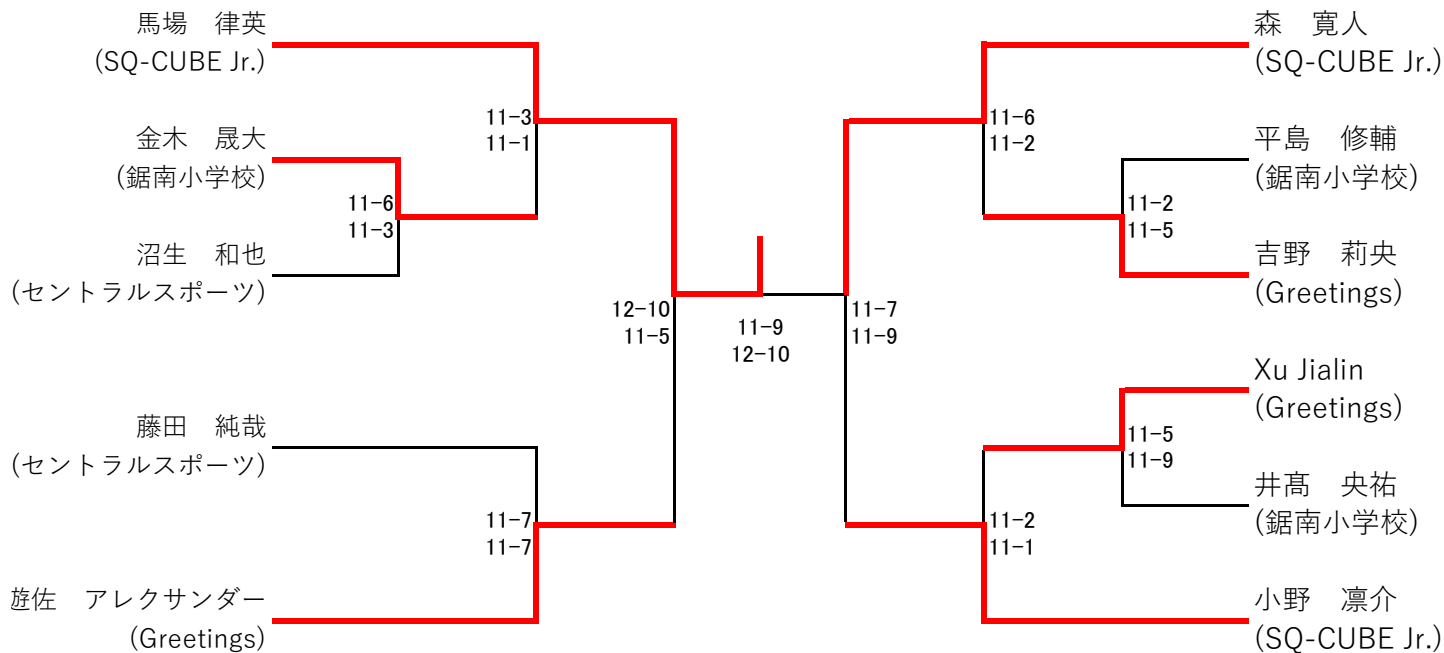 馬場　律英
(SQ-CUBE Jr.)
金木　晟大
(鋸南小学校)
沼生　和也
(セントラルスポーツ)
藤田　純哉
(セントラルスポーツ)
遊佐　アレクサンダー
(Greetings)
11-3
11-1
11-6
11-3
11-7
11-7
12-10
11-5
11-9
12-10
11-7
11-9
11-6
11-2
11-2
11-5
11-5
11-9
11-2
11-1
森　寛人
(SQ-CUBE Jr.)
平島　修輔
(鋸南小学校)
吉野　莉央
(Greetings)
Xu Jialin
(Greetings)
井髙　央祐
(鋸南小学校)
小野　凛介
(SQ-CUBE Jr.)